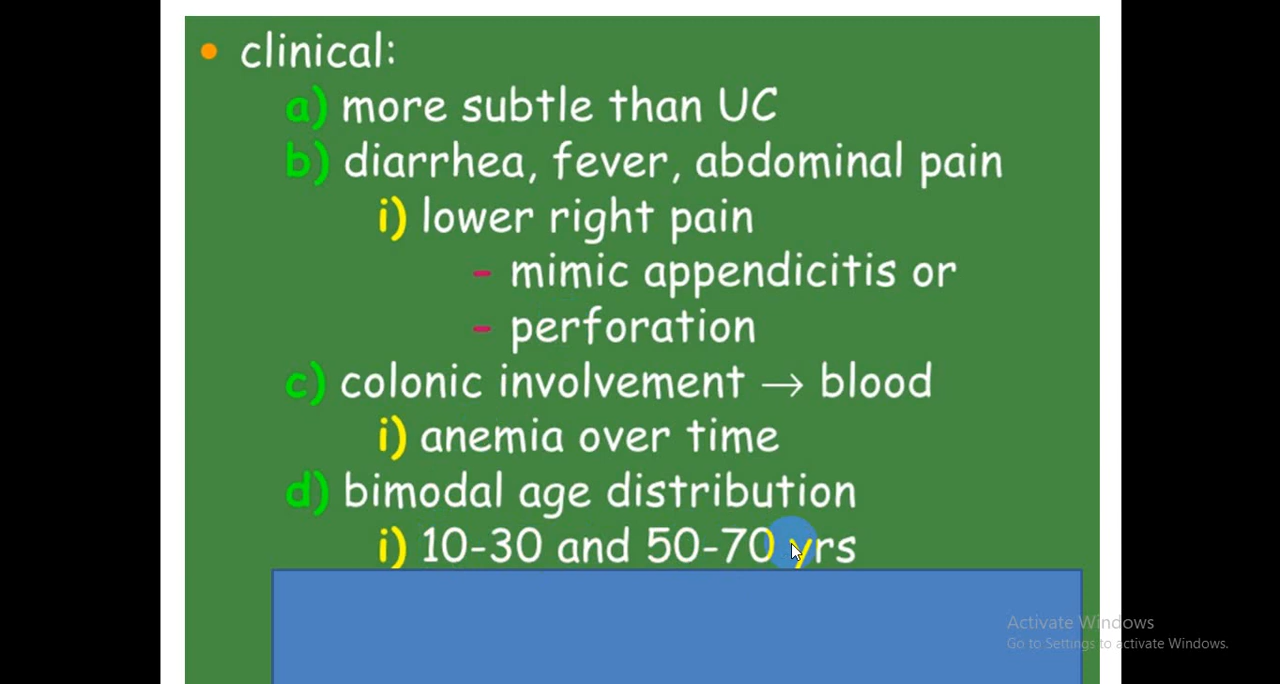 clinical:
a) more subtle than UC
b) diarrhea, fever, abdominal pain
i) lower right pain
- mimic appendicitis or
- perforation
c) colonic involvement → blood
i) anemia over time
d) bimodal age distribution
i) 10-30 and 50-70 yrs
Activate Windows
Go to Settings to activate Windows.